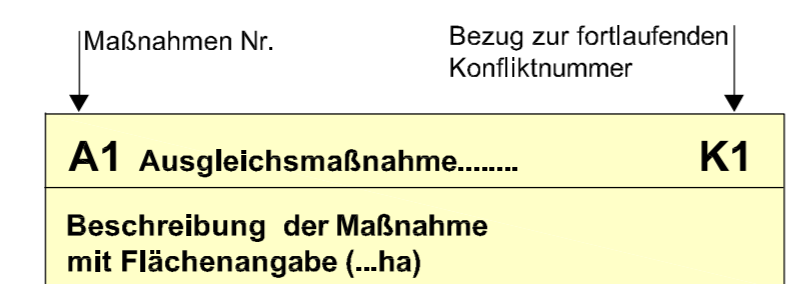 Maßnahmen Nr.
Bezug zur fortlaufenden
Konfliktnummer
A1 Ausgleichsmaßnahme........ K1
Beschreibung der Maßnahme
mit Flächenangabe (...ha)